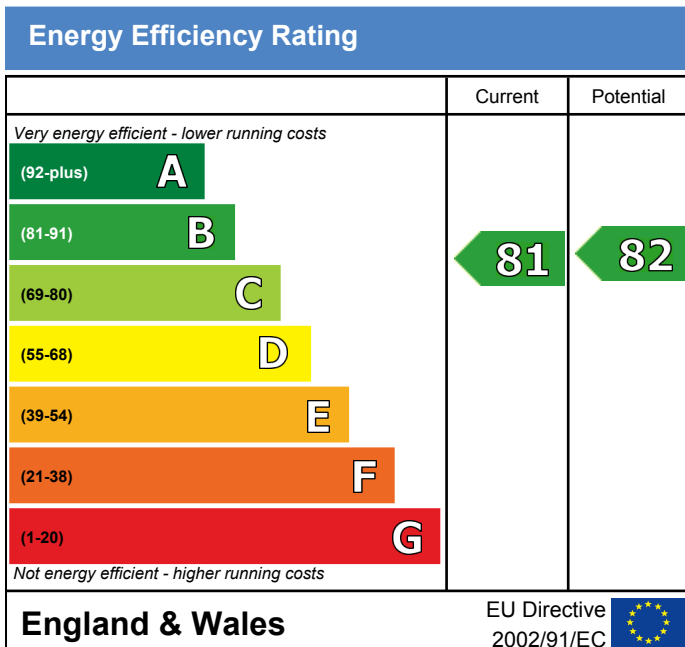 Energy Efficiency Rating
Current Potential
Very energy efficient - lower running costs
(92-plus) A
(81-91) B
81 82
(69-80) C
(55-68) D
(39-54) E
(21-38) F
(1-20) G
Not energy efficient - higher running costs
England & Wales
EU Directive
2002/91/EC